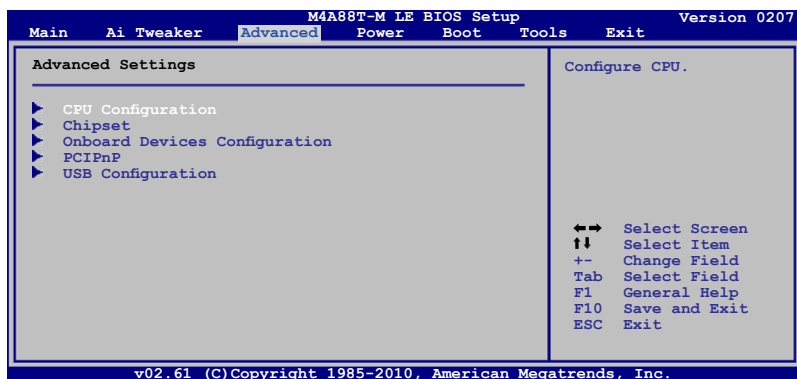 M4A88T-M LE BIOS Setup Version 0207
Main Ai Tweaker Advanced Power Boot Tools Exit
Advanced Settings
CPU Configuration
Chipset
Onboard Devices Configuration
PCIPnP
USB Configuration
Configure CPU.
←→ Select Screen
↑↓ Select Item
+- Change Field
Tab Select Field
F1 General Help
F10 Save and Exit
ESC Exit
v02.61 (C)Copyright 1985-2010, American Megatrends, Inc.